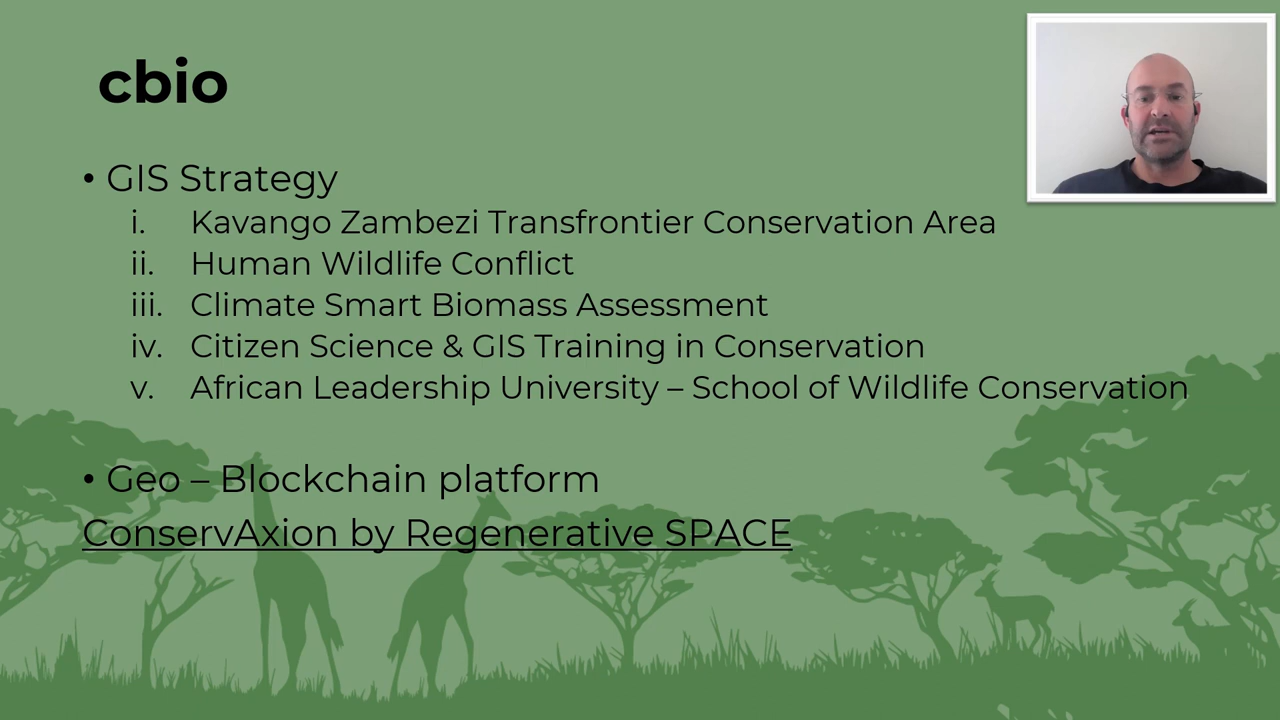 cbio
• GIS Strategy
i. Kavango Zambezi Transfrontier Conservation Area
ii. Human Wildlife Conflict
iii. Climate Smart Biomass Assessment
iv. Citizen Science & GIS Training in Conservation
v. African Leadership University – School of Wildlife Conservation
• Geo – Blockchain platform
ConservAxion by Regenerative SPACE